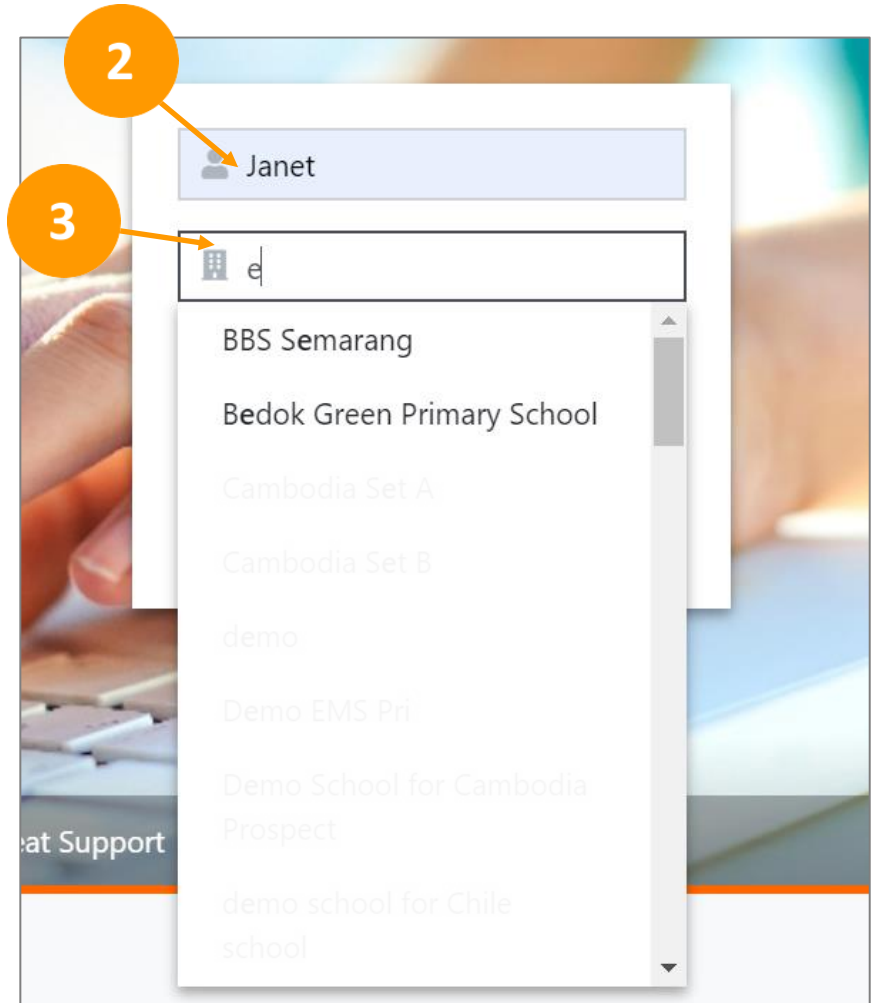 2
Janet
3
e
BBS Semarang
Bedok Green Primary School
Cambodia Set A
Cambodia Set B
demo
Demo EMS Pri
Demo School for Cambodia
Prospect
eat Support
demo school for Chile
school